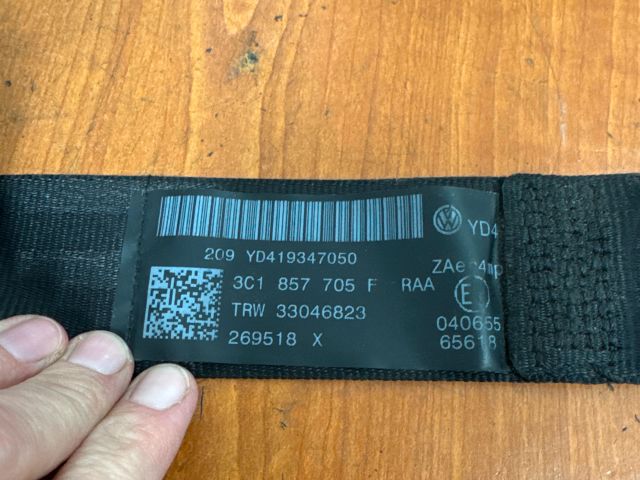 209 YD419347050
YD4
3C1 857 705 F RAA
TRW 33046823
269518 X
040655
65618